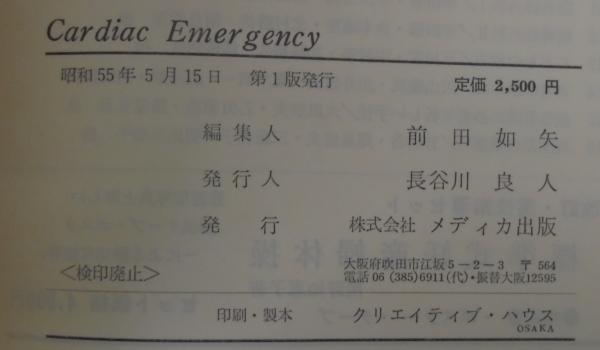 Cardiac Emergency
昭和55年5月15日 第1版発行 定価 2,500 円
編集人 前田如矢
発行人 長谷川良人
発行 株式会社 メディカ出版
大阪府吹田市江坂5－2－3 〒564
<検印廃止> 電話06 (385)6911(代)・振替大阪12595
印刷・製本 クリエイティブ・ハウス
OSAKA